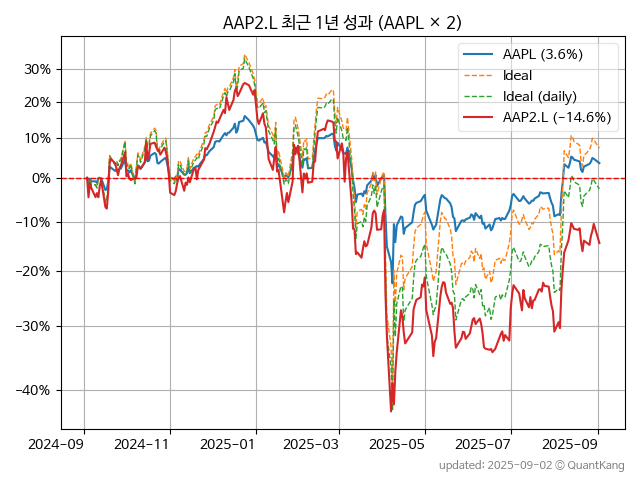 AAP2.L 최근 1년 성과 (AAPL × 2)
AAPL (3.6%)
Ideal
Ideal (daily)
AAP2.L (−14.6%)
30%
20%
10%
0%
−10%
−20%
−30%
−40%
2024-09
2024-11
2025-01
2025-03
2025-05
2025-07
2025-09
updated: 2025-09-02 © QuantKang